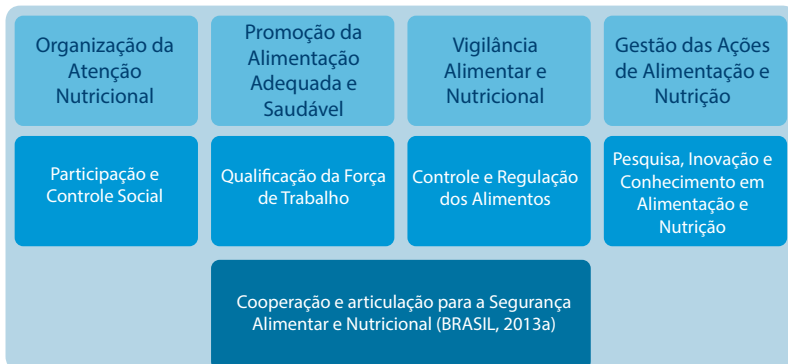 Organização da
Atenção
Nutricional
Promoção da
Alimentação
Adequada e
Saudável
Vigilância
Alimentar e
Nutricional
Gestão das Ações
de Alimentação e
Nutrição
Participação e
Controle Social
Qualificação da Força
de Trabalho
Controle e Regulação
dos Alimentos
Pesquisa, Inovação e
Conhecimento em
Alimentação e
Nutrição
Cooperação e articulação para a Segurança
Alimentar e Nutricional (BRASIL, 2013a)